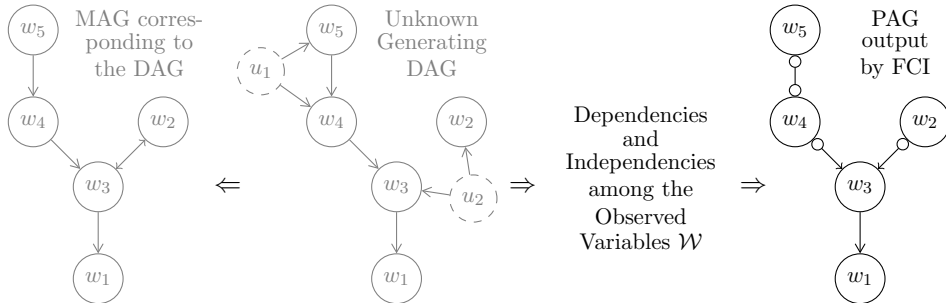 w₅
MAG corres-
ponding to
the DAG
w₄
w₂
w₃
w₁
⇐
w₅
Unknown
Generating
DAG
u₁
w₄
w₂
w₃
u₂
w₁
⇒
Dependencies
and
Independencies
among the
Observed
Variables 𝒲
⇒
w₅
PAG
output
by FCI
w₄
w₂
w₃
w₁